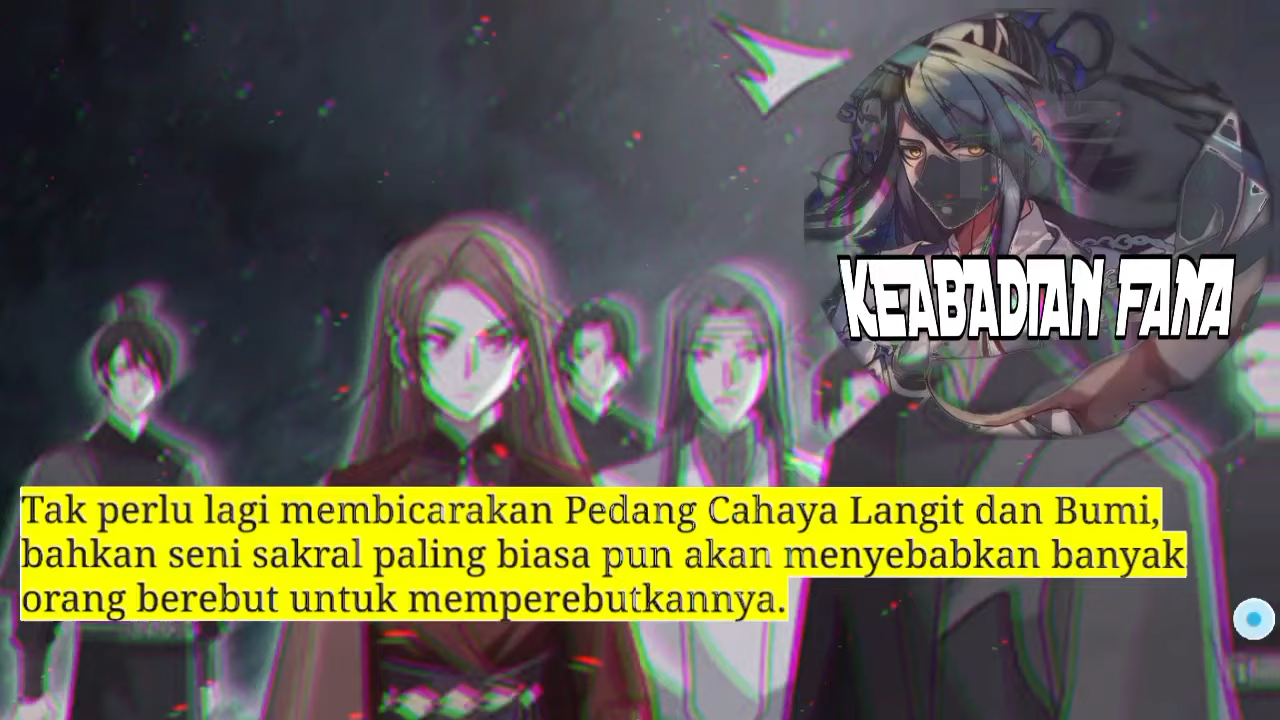 KEABADIAN FANA
Tak perlu lagi membicarakan Pedang Cahaya Langit dan Bumi,
bahkan seni sakral paling biasa pun akan menyebabkan banyak
orang berebut untuk memperebutkannya.